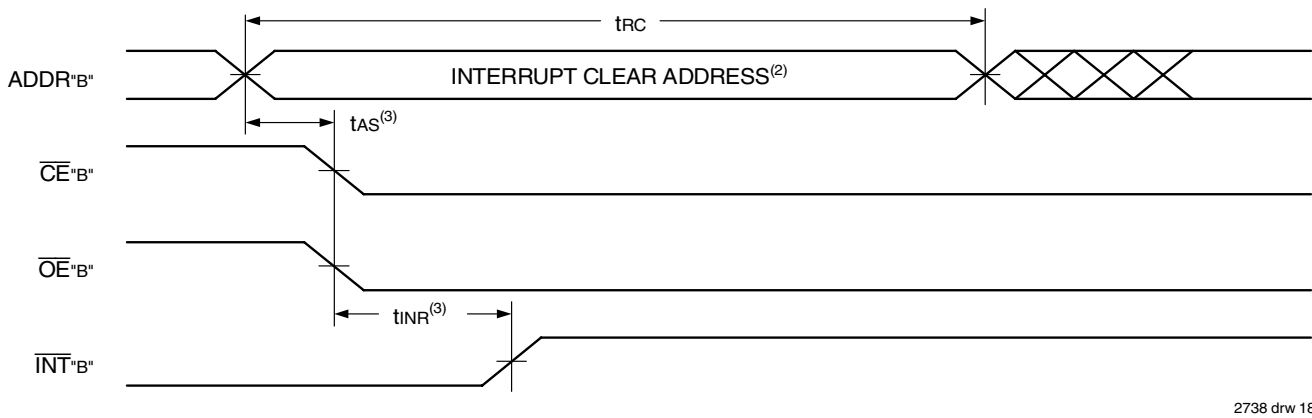 tRC
ADDR"B"
INTERRUPT CLEAR ADDRESS(2)
tAS(3)
CE"B"
OE"B"
tINR(3)
INT"B"
2738 drw 18